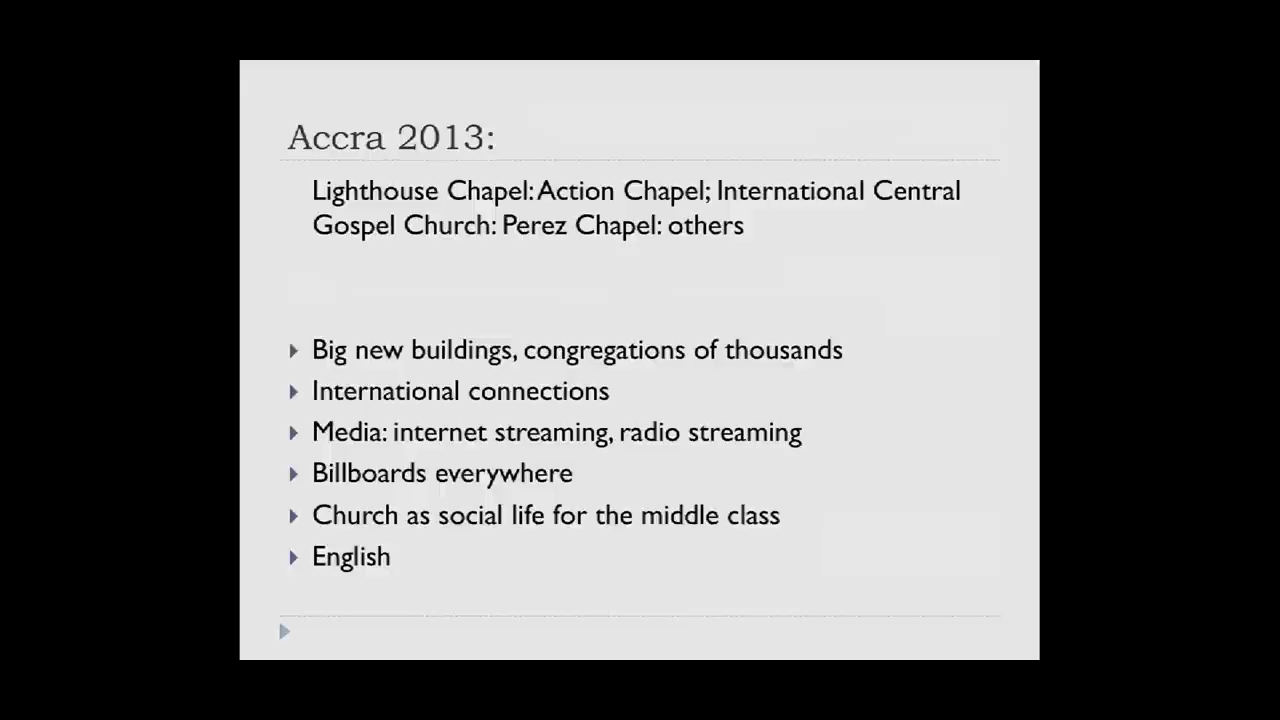 Accra 2013:
Lighthouse Chapel: Action Chapel; International Central
Gospel Church: Perez Chapel: others
Big new buildings, congregations of thousands
International connections
Media: internet streaming, radio streaming
Billboards everywhere
Church as social life for the middle class
English